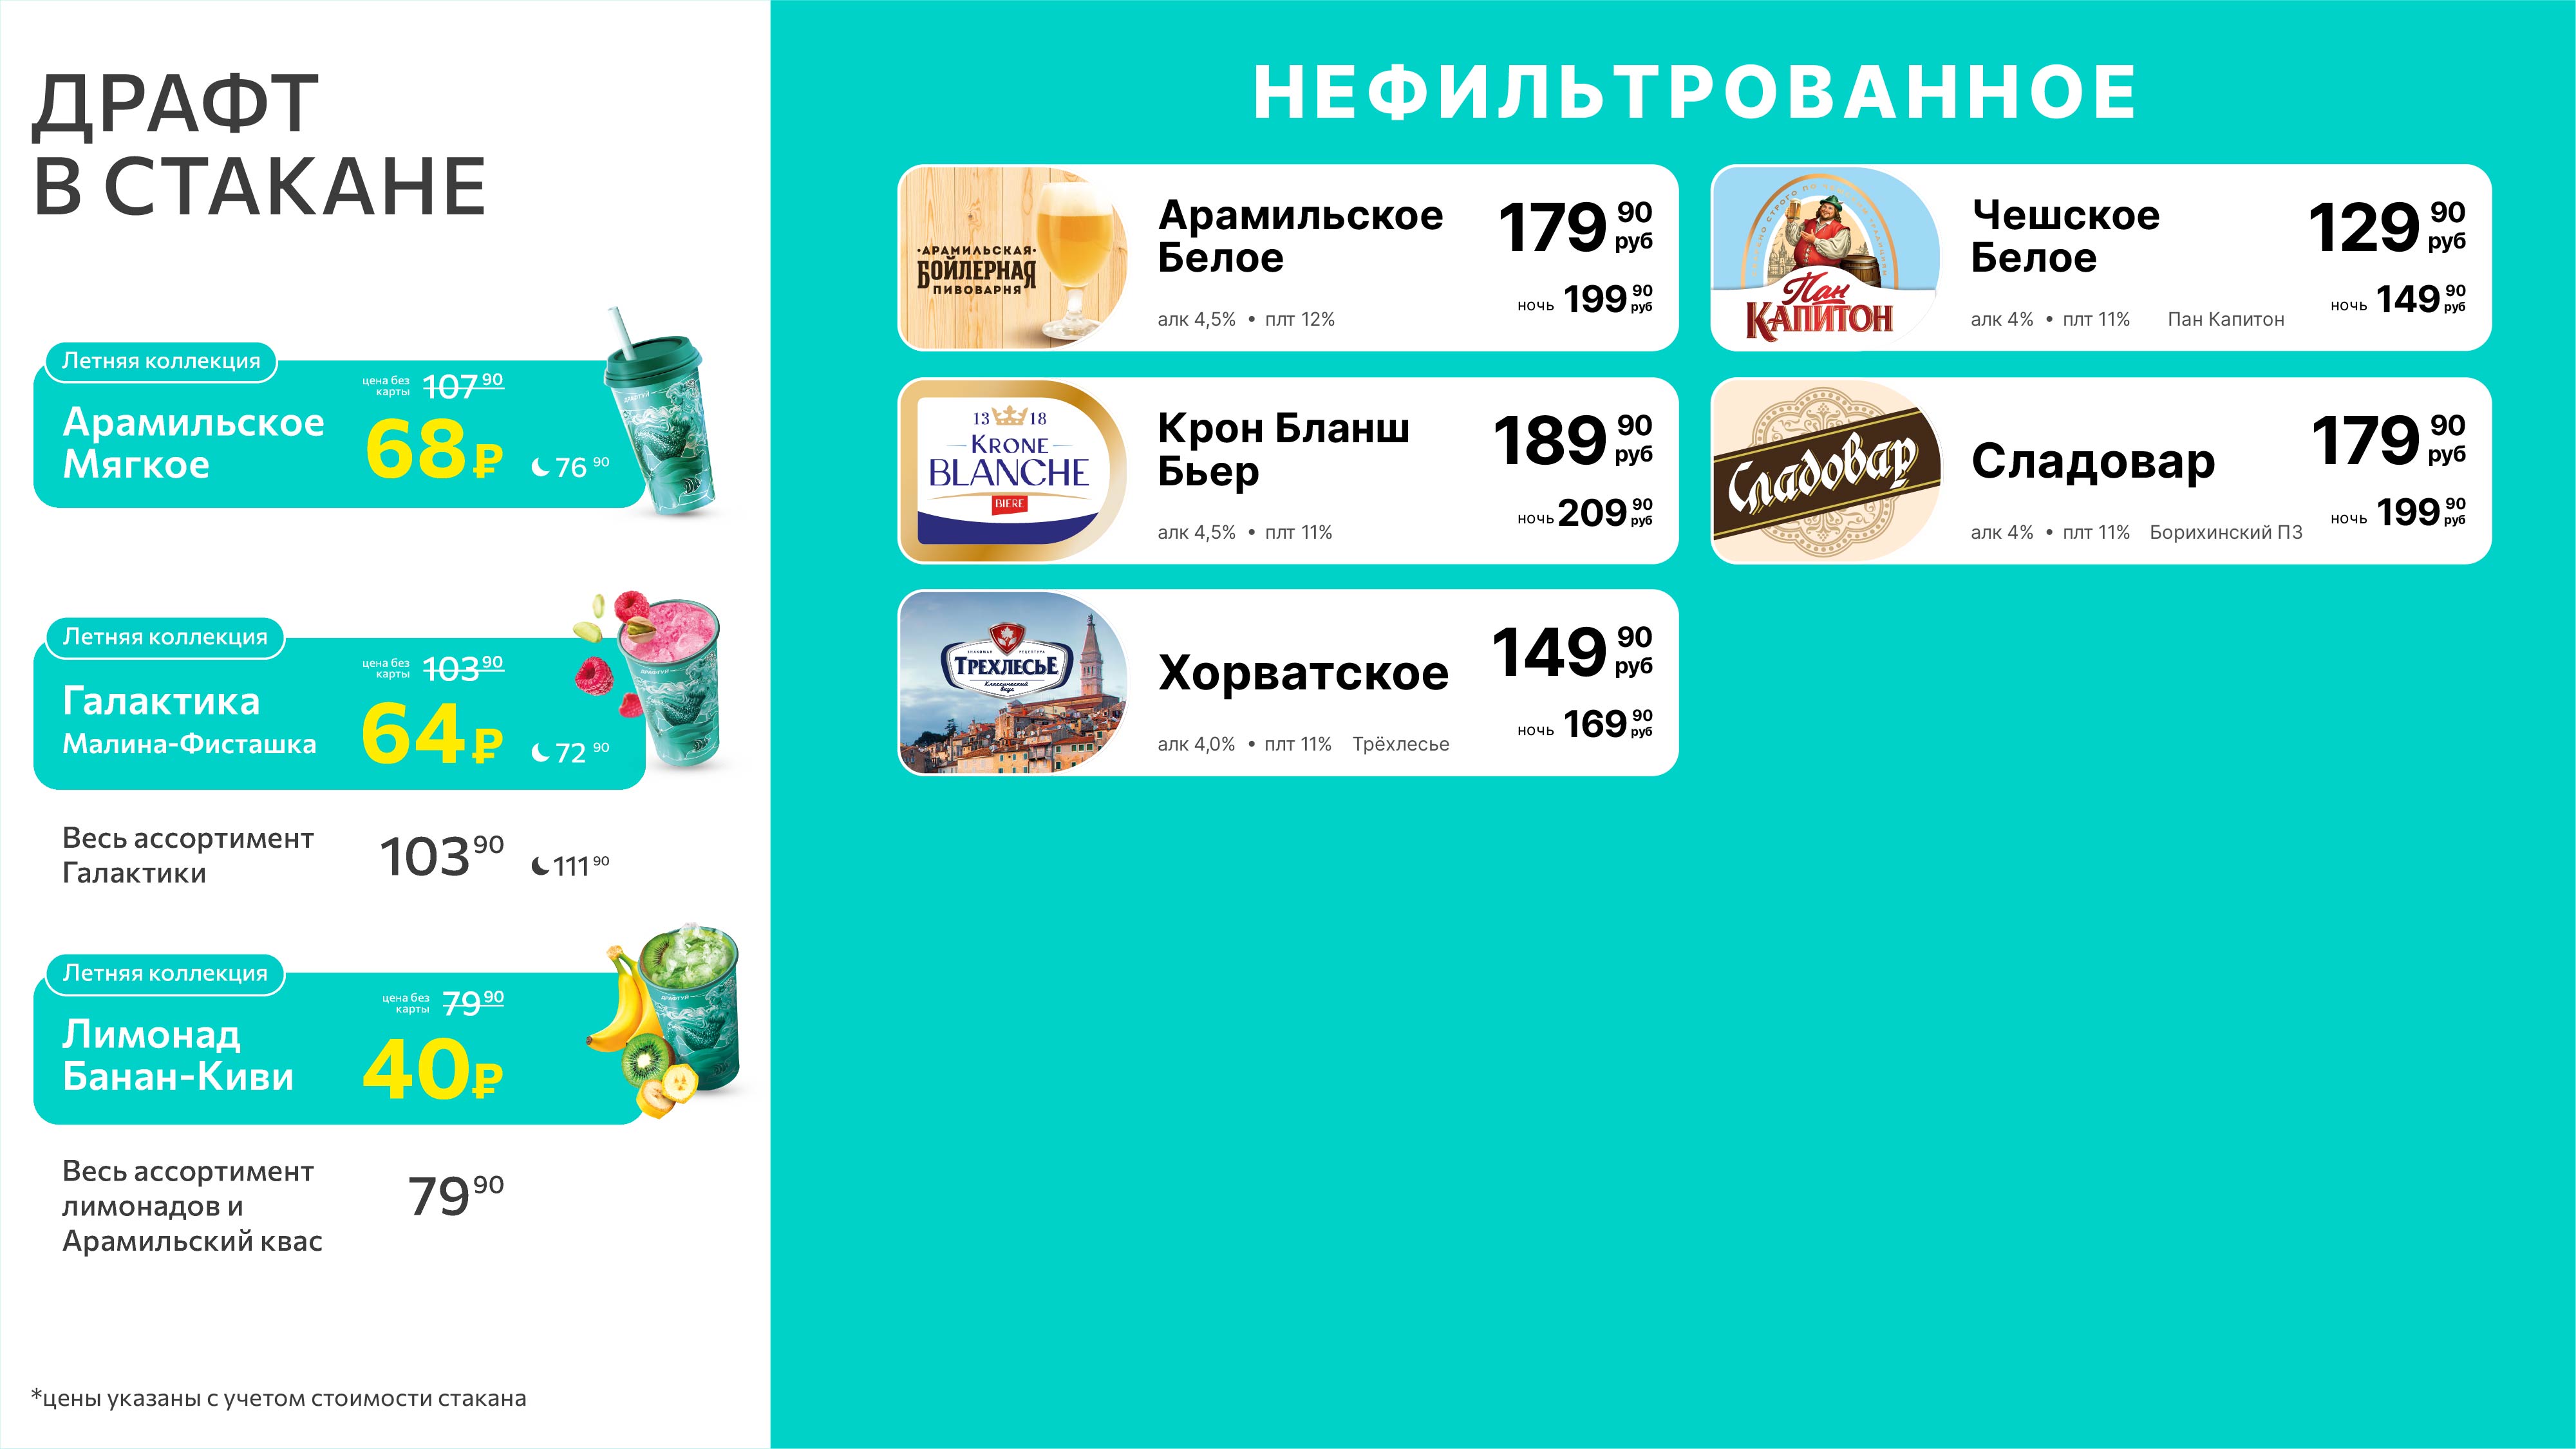 ДРАФТ
В СТАКАНЕ
Летняя коллекция
Арамильское
Мягкое
цена без
карты
107 90
68 ₽
76 90
Летняя коллекция
Галактика
Малина-Фисташка
цена без
карты
103 90
64 ₽
72 90
Весь ассортимент
Галактики
103 90
111 90
Летняя коллекция
Лимонад
Банан-Киви
цена без
карты
79 90
40 ₽
Весь ассортимент
лимонадов и
Арамильский квас
79 90
*цены указаны с учетом стоимости стакана
НЕФИЛЬТРОВАННОЕ
·АРАМИЛЬСКАЯ·
БОЙЛЕРНАЯ
ПИВОВАРНЯ
Арамильское
Белое
алк 4,5% • плт 12%
179 90 руб
ночь 199 90 руб
Пан
КАПИТОН
Чешское
Белое
алк 4% • плт 11% Пан Капитон
129 90 руб
ночь 149 90 руб
13 18
KRONE
BLANCHE
BIERE
Крон Бланш
Бьер
алк 4,5% • плт 11%
189 90 руб
ночь 209 90 руб
Сладовар
Сладовар
алк 4% • плт 11% Борихинский ПЗ
179 90 руб
ночь 199 90 руб
ТРЕХЛЕСЬЕ
Классический
вкус
Хорватское
алк 4,0% • плт 11% Трёхлесье
149 90 руб
ночь 169 90 руб